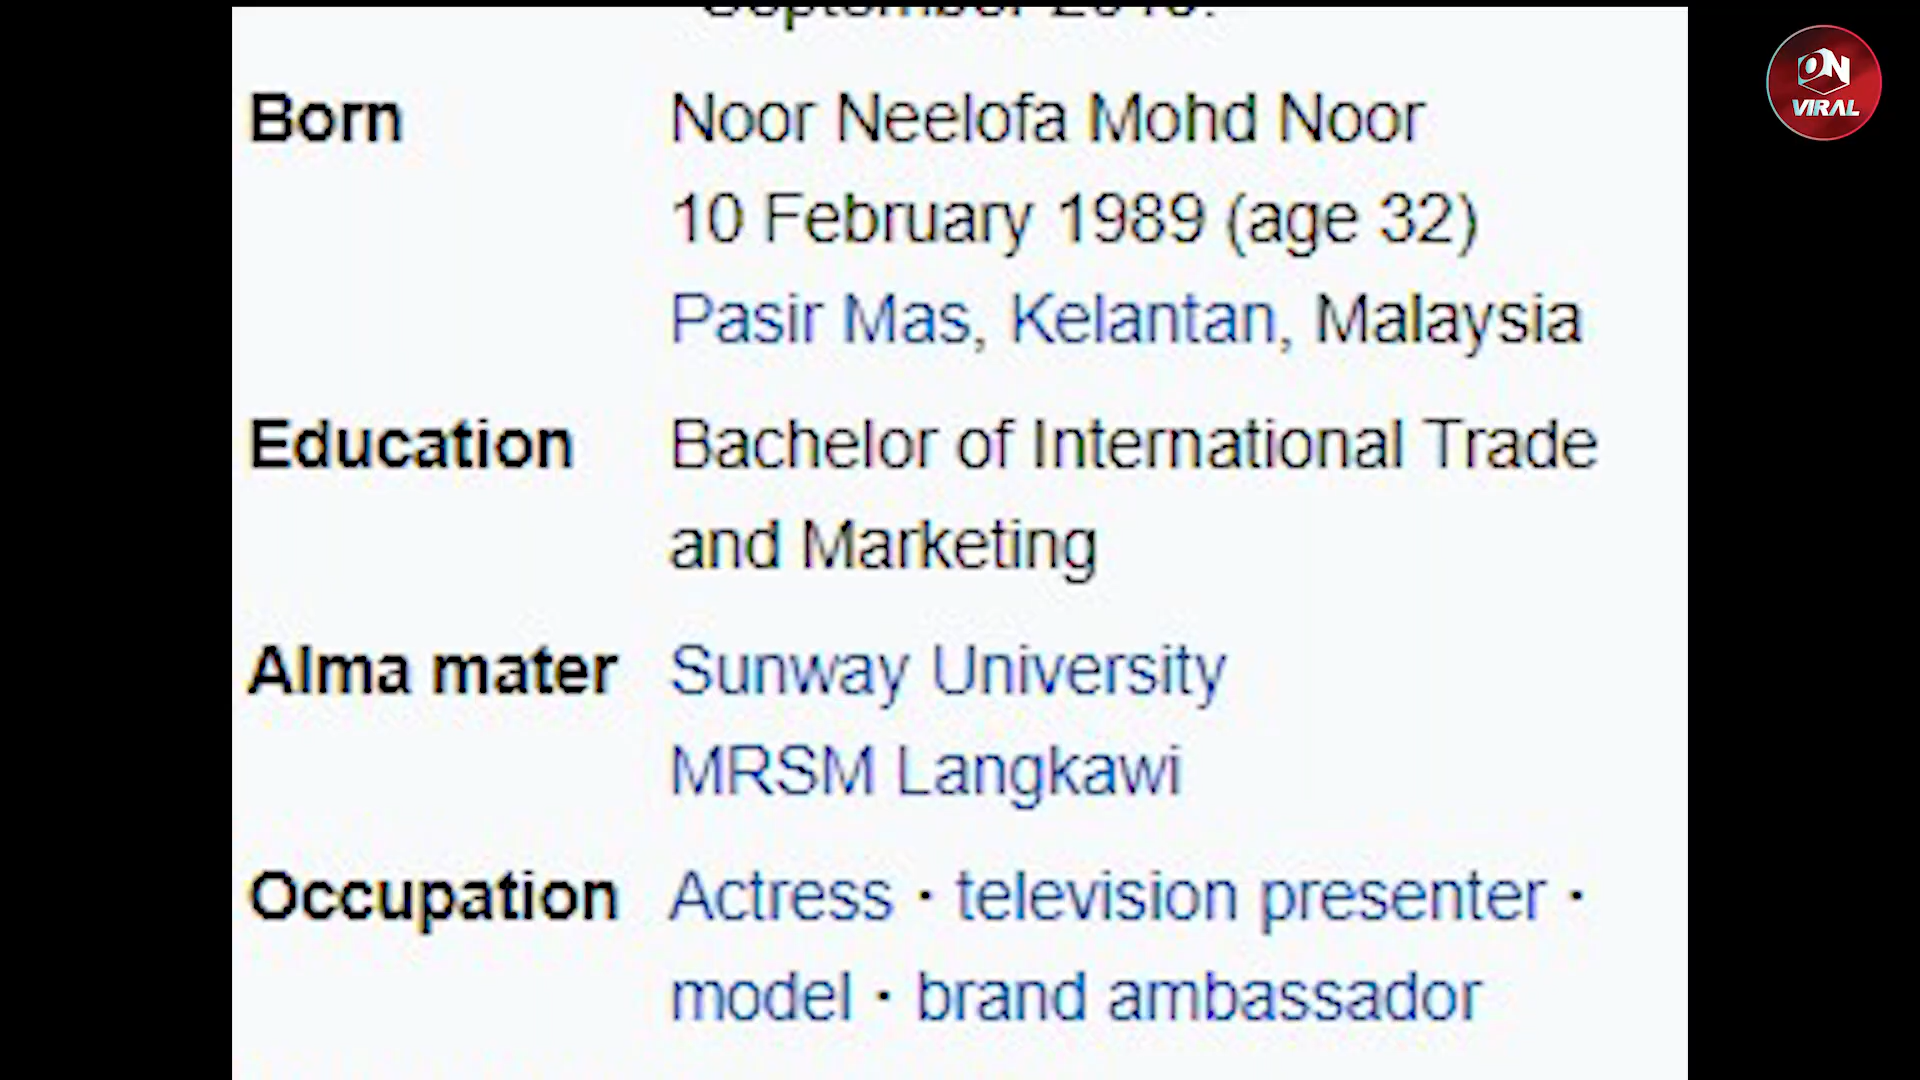 September
Born Noor Neelofa Mohd Noor
10 February 1989 (age 32)
Pasir Mas, Kelantan, Malaysia
Education Bachelor of International Trade
and Marketing
Alma mater Sunway University
MRSM Langkawi
Occupation Actress · television presenter ·
model · brand ambassador
ON
VIRAL